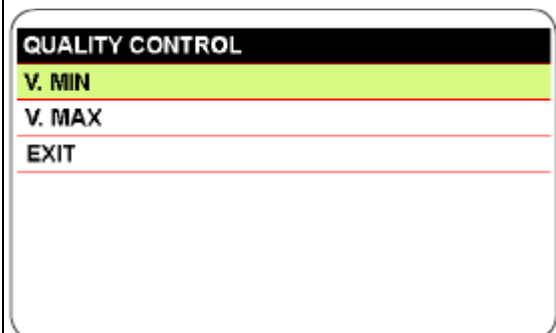 QUALITY CONTROL
V. MIN
V. MAX
EXIT